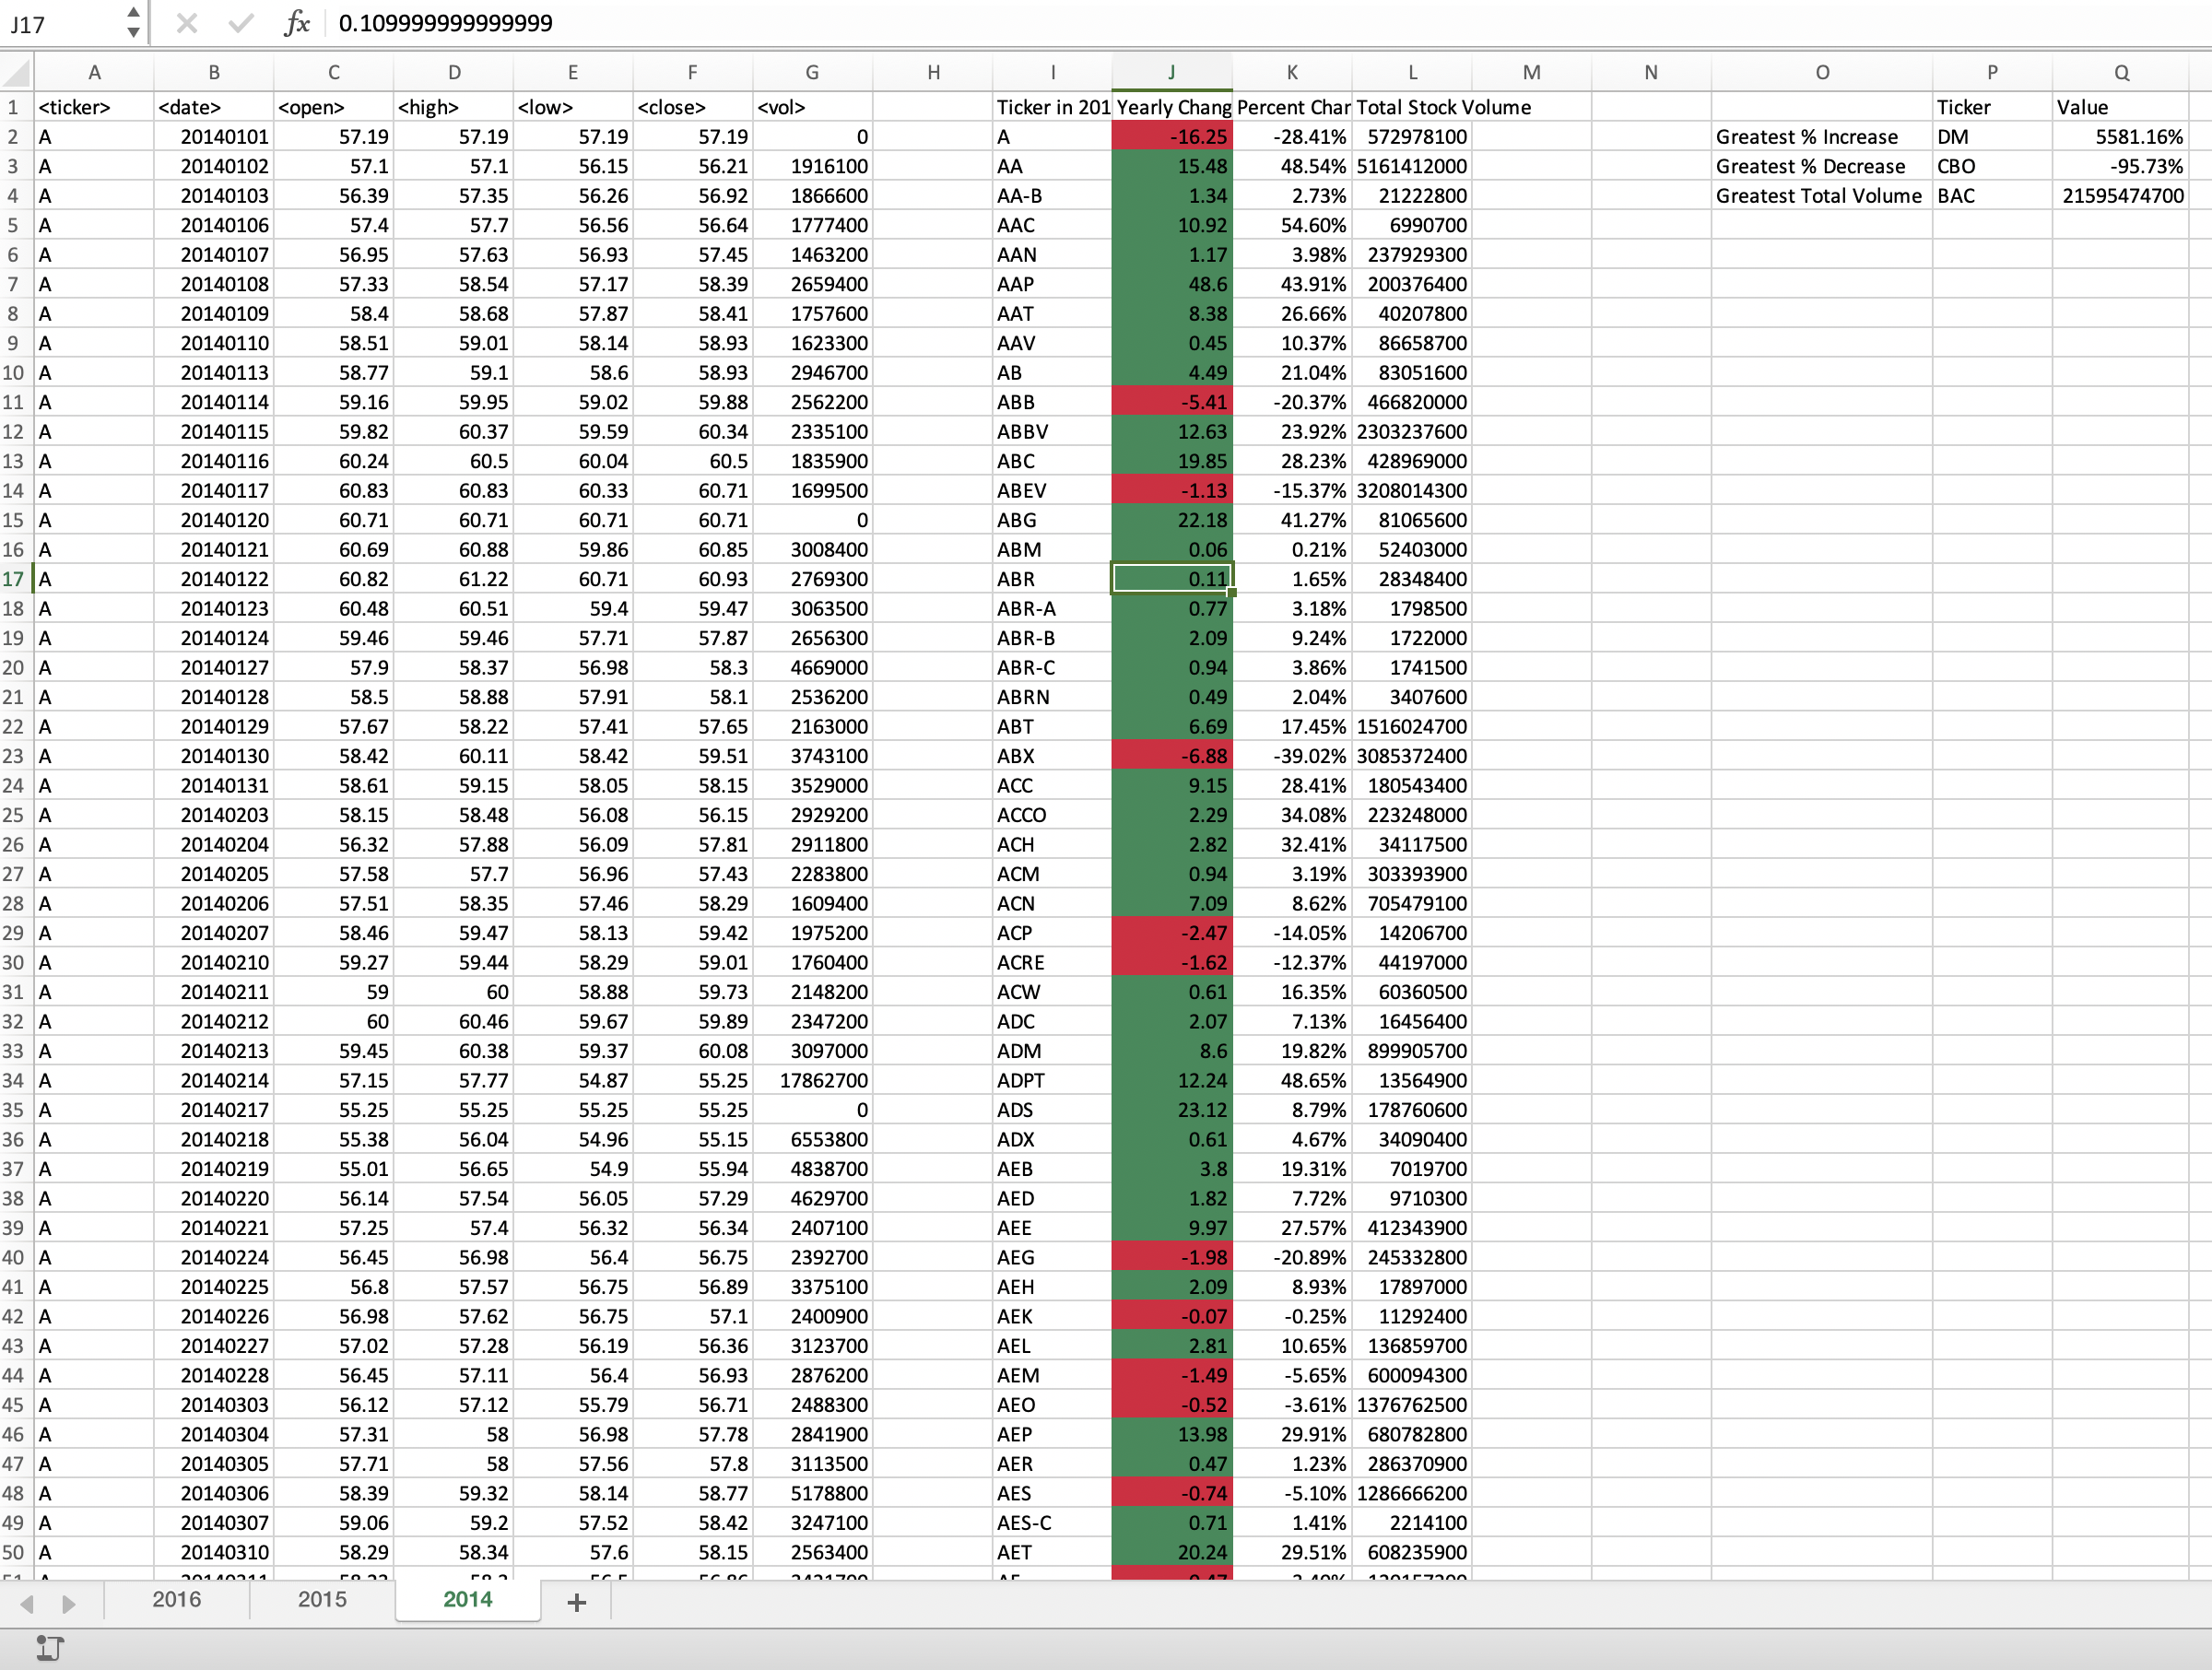 J17 fx 0.109999999999999
A B C D E F G H I J K L M N O P Q
1 <ticker> <date> <open> <high> <low> <close> <vol> Ticker in 201 Yearly Chang Percent Char Total Stock Volume Ticker Value
2 A 20140101 57.19 57.19 57.19 57.19 0 A -16.25 -28.41% 572978100 Greatest % Increase DM 5581.16%
3 A 20140102 57.1 57.1 56.15 56.21 1916100 AA 15.48 48.54% 5161412000 Greatest % Decrease CBO -95.73%
4 A 20140103 56.39 57.35 56.26 56.92 1866600 AA-B 1.34 2.73% 21222800 Greatest Total Volume BAC 21595474700
5 A 20140106 57.4 57.7 56.56 56.64 1777400 AAC 10.92 54.60% 6990700
6 A 20140107 56.95 57.63 56.93 57.45 1463200 AAN 1.17 3.98% 237929300
7 A 20140108 57.33 58.54 57.17 58.39 2659400 AAP 48.6 43.91% 200376400
8 A 20140109 58.4 58.68 57.87 58.41 1757600 AAT 8.38 26.66% 40207800
9 A 20140110 58.51 59.01 58.14 58.93 1623300 AAV 0.45 10.37% 86658700
10 A 20140113 58.77 59.1 58.6 58.93 2946700 AB 4.49 21.04% 83051600
11 A 20140114 59.16 59.95 59.02 59.88 2562200 ABB -5.41 -20.37% 466820000
12 A 20140115 59.82 60.37 59.59 60.34 2335100 ABBV 12.63 23.92% 2303237600
13 A 20140116 60.24 60.5 60.04 60.5 1835900 ABC 19.85 28.23% 428969000
14 A 20140117 60.83 60.83 60.33 60.71 1699500 ABEV -1.13 -15.37% 3208014300
15 A 20140120 60.71 60.71 60.71 60.71 0 ABG 22.18 41.27% 81065600
16 A 20140121 60.69 60.88 59.86 60.85 3008400 ABM 0.06 0.21% 52403000
17 A 20140122 60.82 61.22 60.71 60.93 2769300 ABR 0.11 1.65% 28348400
18 A 20140123 60.48 60.51 59.4 59.47 3063500 ABR-A 0.77 3.18% 1798500
19 A 20140124 59.46 59.46 57.71 57.87 2656300 ABR-B 2.09 9.24% 1722000
20 A 20140127 57.9 58.37 56.98 58.3 4669000 ABR-C 0.94 3.86% 1741500
21 A 20140128 58.5 58.88 57.91 58.1 2536200 ABRN 0.49 2.04% 3407600
22 A 20140129 57.67 58.22 57.41 57.65 2163000 ABT 6.69 17.45% 1516024700
23 A 20140130 58.42 60.11 58.42 59.51 3743100 ABX -6.88 -39.02% 3085372400
24 A 20140131 58.61 59.15 58.05 58.15 3529000 ACC 9.15 28.41% 180543400
25 A 20140203 58.15 58.48 56.08 56.15 2929200 ACCO 2.29 34.08% 223248000
26 A 20140204 56.32 57.88 56.09 57.81 2911800 ACH 2.82 32.41% 34117500
27 A 20140205 57.58 57.7 56.96 57.43 2283800 ACM 0.94 3.19% 303393900
28 A 20140206 57.51 58.35 57.46 58.29 1609400 ACN 7.09 8.62% 705479100
29 A 20140207 58.46 59.47 58.13 59.42 1975200 ACP -2.47 -14.05% 14206700
30 A 20140210 59.27 59.44 58.29 59.01 1760400 ACRE -1.62 -12.37% 44197000
31 A 20140211 59 60 58.88 59.73 2148200 ACW 0.61 16.35% 60360500
32 A 20140212 60 60.46 59.67 59.89 2347200 ADC 2.07 7.13% 16456400
33 A 20140213 59.45 60.38 59.37 60.08 3097000 ADM 8.6 19.82% 899905700
34 A 20140214 57.15 57.77 54.87 55.25 17862700 ADPT 12.24 48.65% 13564900
35 A 20140217 55.25 55.25 55.25 55.25 0 ADS 23.12 8.79% 178760600
36 A 20140218 55.38 56.04 54.96 55.15 6553800 ADX 0.61 4.67% 34090400
37 A 20140219 55.01 56.65 54.9 55.94 4838700 AEB 3.8 19.31% 7019700
38 A 20140220 56.14 57.54 56.05 57.29 4629700 AED 1.82 7.72% 9710300
39 A 20140221 57.25 57.4 56.32 56.34 2407100 AEE 9.97 27.57% 412343900
40 A 20140224 56.45 56.98 56.4 56.75 2392700 AEG -1.98 -20.89% 245332800
41 A 20140225 56.8 57.57 56.75 56.89 3375100 AEH 2.09 8.93% 17897000
42 A 20140226 56.98 57.62 56.75 57.1 2400900 AEK -0.07 -0.25% 11292400
43 A 20140227 57.02 57.28 56.19 56.36 3123700 AEL 2.81 10.65% 136859700
44 A 20140228 56.45 57.11 56.4 56.93 2876200 AEM -1.49 -5.65% 600094300
45 A 20140303 56.12 57.12 55.79 56.71 2488300 AEO -0.52 -3.61% 1376762500
46 A 20140304 57.31 58 56.98 57.78 2841900 AEP 13.98 29.91% 680782800
47 A 20140305 57.71 58 57.56 57.8 3113500 AER 0.47 1.23% 286370900
48 A 20140306 58.39 59.32 58.14 58.77 5178800 AES -0.74 -5.10% 1286666200
49 A 20140307 59.06 59.2 57.52 58.42 3247100 AES-C 0.71 1.41% 2214100
50 A 20140310 58.29 58.34 57.6 58.15 2563400 AET 20.24 29.51% 608235900
2016 2015 2014 +